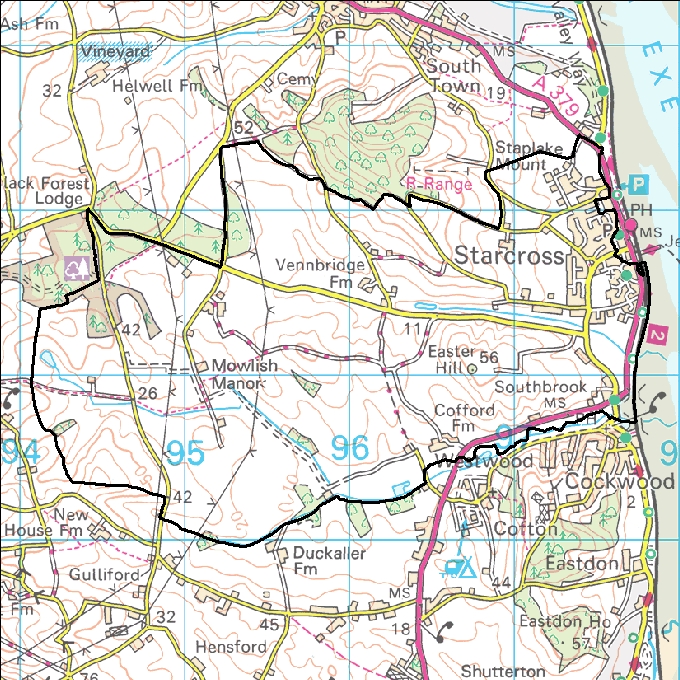 Ash Fm
P
MS
Valley Way
EXE
Vineyard
South
Town
32
Helwell Fm
Cemy
19
A 379
52
Staplake
Mount
lack Forest
Lodge
R-Range
P
PH
MS
P
Starcross
Vennbridge
Fm
42
11
2
Easter
Hill
56
Mowlish
Manor
26
Southbrook
MS
Cofford
Fm
94
95
96
9
9
Westwood
Cockwood
42
New
House Fm
Cotton
2
Duckaller
Fm
Eastdon
Gulliford
MS
44
Fm
32
45
18
Eastdon Ho
57
Hensford
Shutterton
76